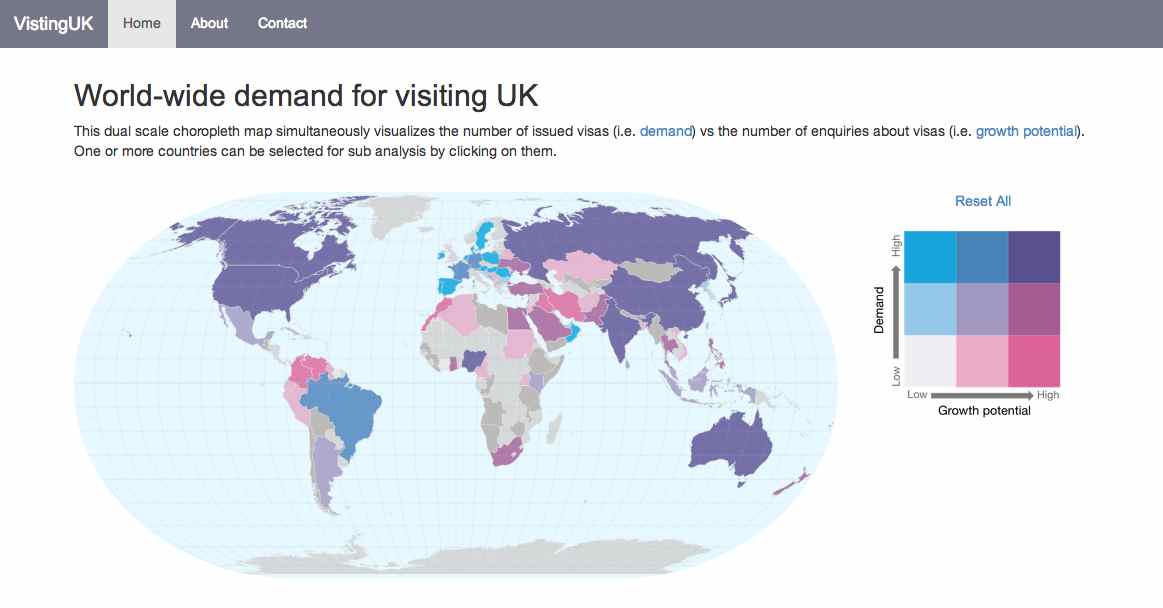 VistingUK Home About Contact
World-wide demand for visiting UK
This dual scale choropleth map simultaneously visualizes the number of issued visas (i.e. demand) vs the number of enquiries about visas (i.e. growth potential).
One or more countries can be selected for sub analysis by clicking on them.
Reset All
High
Demand
Low
Low High
Growth potential